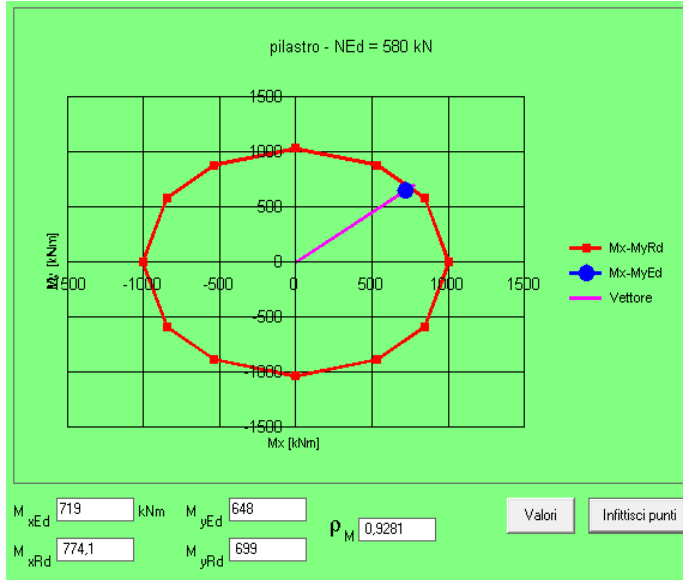 pilastro - NEd = 580 kN
1500
1000
500
0
-1500 -1000 -500 0 500 1000 1500
-500
-1000
-1500
Mx [kNm]
[kNm]
Mx-MyRd
Mx-MyEd
Vettore
M xEd 719 kNm M yEd 648
ρ M 0,9281
M xRd 774,1 M yRd 699
Valori
Infittisci punti